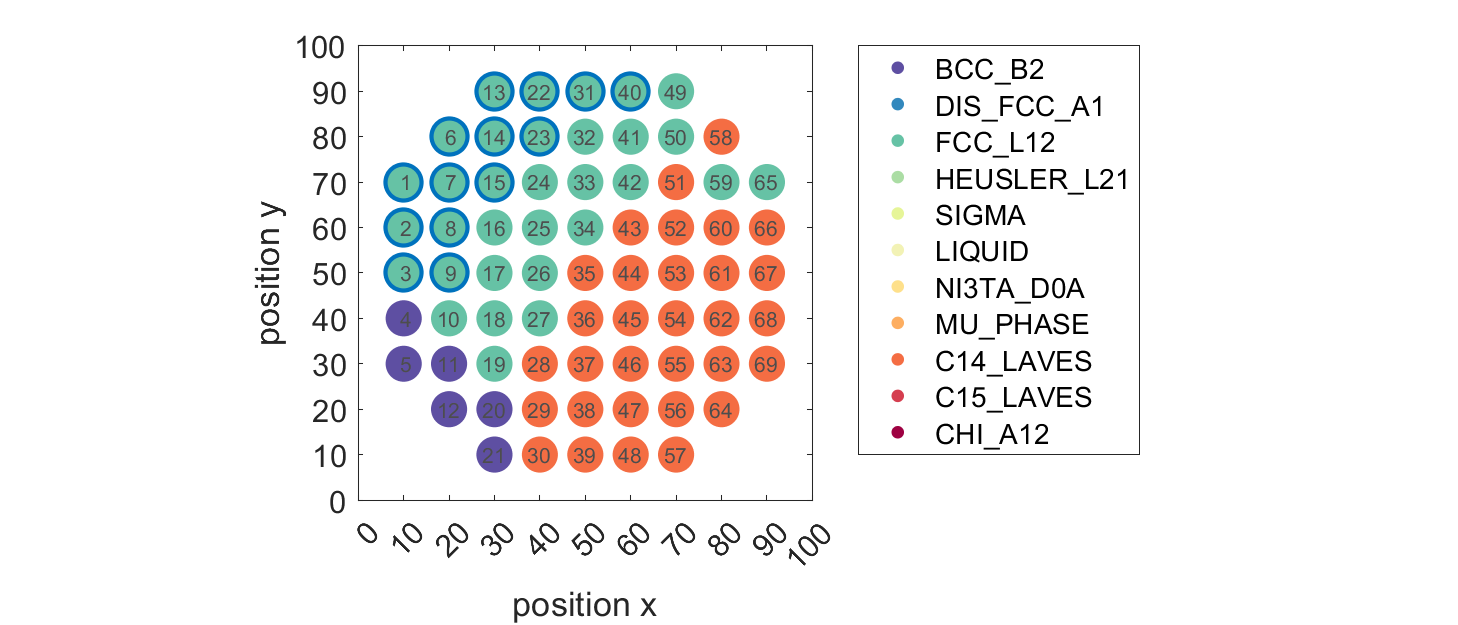 100
90
80
70
60
50
40
30
20
10
0
position y
13 22 31 40 49
6 14 23 32 41 50 58
1 7 15 24 33 42 51 59 65
2 8 16 25 34 43 52 60 66
3 9 17 26 35 44 53 61 67
4 10 18 27 36 45 54 62 68
5 11 19 28 37 46 55 63 69
12 20 29 38 47 56 64
21 30 39 48 57
0 10 20 30 40 50 60 70 80 90 100
position x
BCC_B2
DIS_FCC_A1
FCC_L12
HEUSLER_L21
SIGMA
LIQUID
NI3TA_D0A
MU_PHASE
C14_LAVES
C15_LAVES
CHI_A12